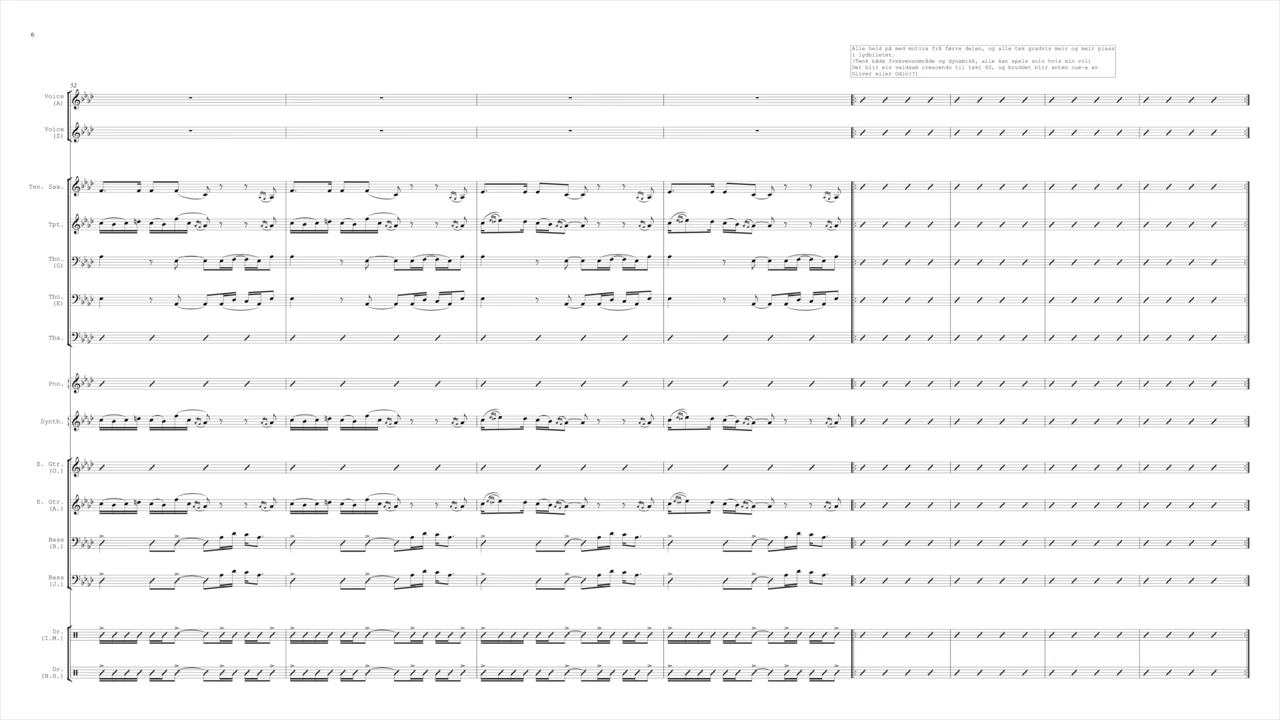 6
Alle held på med motiva frå førre delen, og alle tek gradvis meir og meir plass
i lydbiletet.
(Tenk både frekvensområde og dynamikk, alle kan spele solo hvis ein vil)
Det blir ein valdsam crescendo til takt 60, og bruddet blir anten cue-a av
Oliver eller Odin(?)
52
Voice
(A)
Voice
(S)
Ten. Sax.
Tpt.
Tbn.
(G)
Tbn.
(E)
Tba.
Pno.
Synth.
E. Gtr.
(O.)
E. Gtr.
(A.)
Bass
(R.)
Bass
(J.)
Dr.
(I.M.)
Dr.
(N.H.)